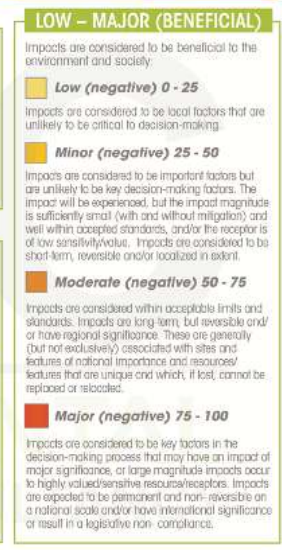 LOW – MAJOR (BENEFICIAL)
Impacts are considered to be beneficial to the
environment and society:
Low (negative) 0 - 25
Impacts are considered to be local factors that are
unlikely to be critical to decision-making.
Minor (negative) 25 - 50
Impacts are considered to be important factors but
are unlikely to be key decision-making factors. The
impact will be experienced, but the impact magnitude
is sufficiently small (with and without mitigation) and
well within accepted standards, and/or the receptor is
of low sensitivity/value. Impacts are considered to be
short-term, reversible and/or localized in extent.
Moderate (negative) 50 - 75
Impacts are considered within acceptable limits and
standards. Impacts are long-term, but reversible and/
or have regional significance. These are generally
(but not exclusively) associated with sites and
features of national importance and resources/
features that are unique and which, if lost, cannot be
replaced or relocated.
Major (negative) 75 - 100
Impacts are considered to be key factors in the
decision-making process that may have an impact of
major significance, or large magnitude impacts occur
to highly valued/sensitive resource/receptors. Impacts
are expected to be permanent and non- reversible on
a national scale and/or have international significance
or result in a legislative non- compliance.